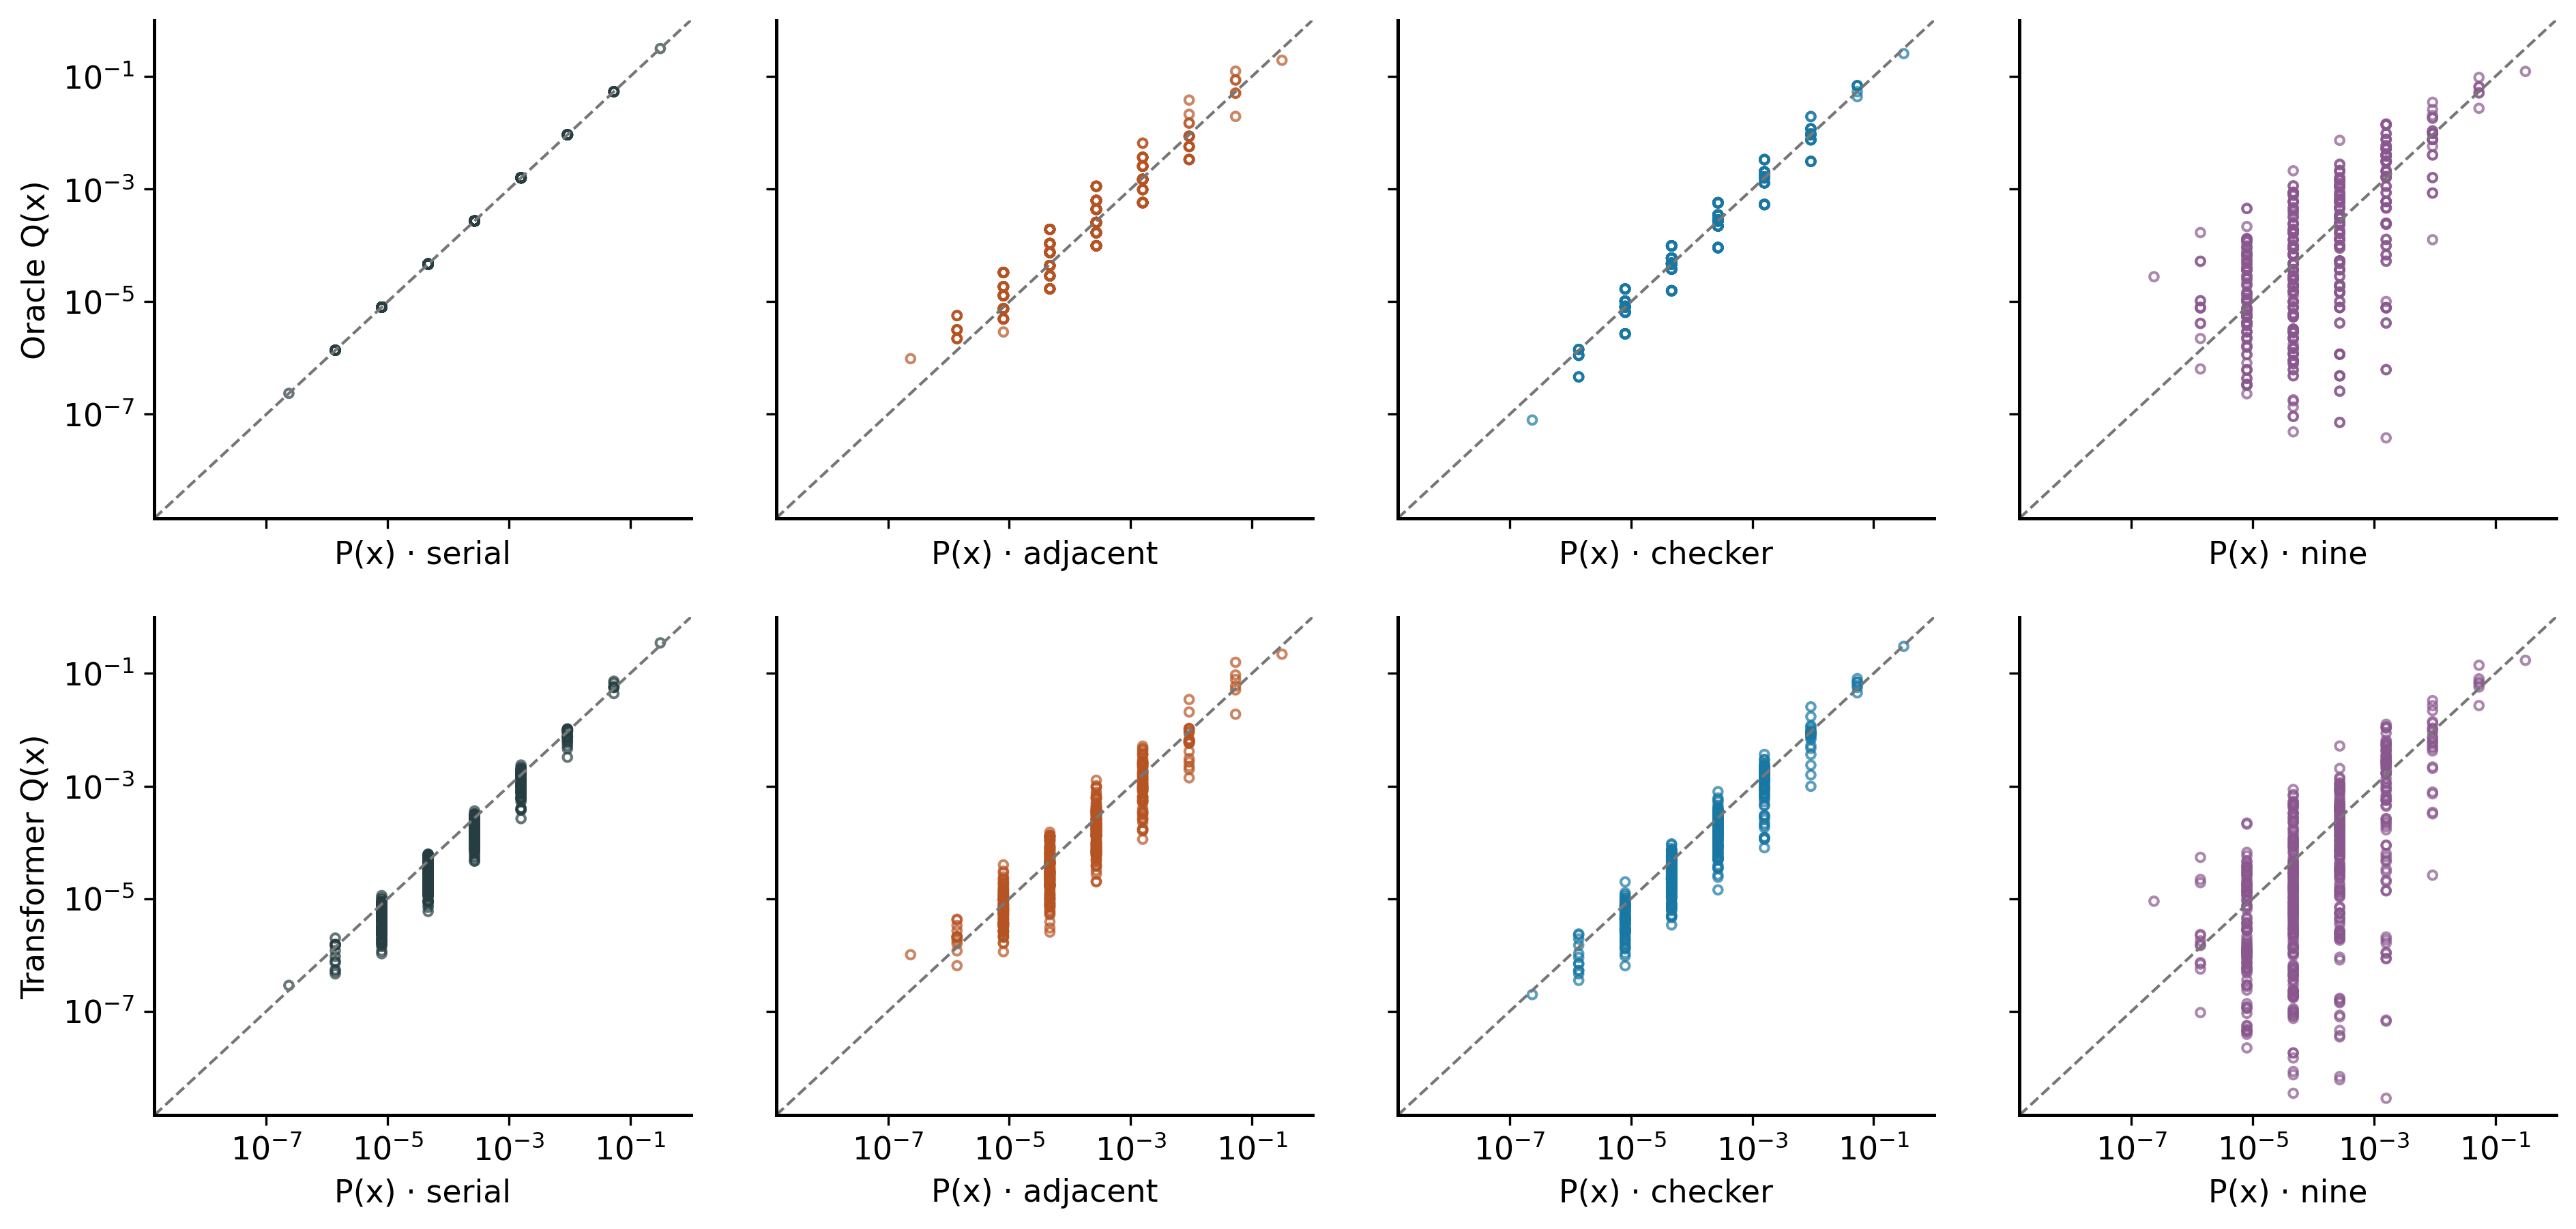 Oracle Q(x)
10⁻¹
10⁻³
10⁻⁵
10⁻⁷
P(x) · serial
P(x) · adjacent
P(x) · checker
P(x) · nine
Transformer Q(x)
10⁻¹
10⁻³
10⁻⁵
10⁻⁷
10⁻⁷ 10⁻⁵ 10⁻³ 10⁻¹
10⁻⁷ 10⁻⁵ 10⁻³ 10⁻¹
10⁻⁷ 10⁻⁵ 10⁻³ 10⁻¹
10⁻⁷ 10⁻⁵ 10⁻³ 10⁻¹
P(x) · serial
P(x) · adjacent
P(x) · checker
P(x) · nine